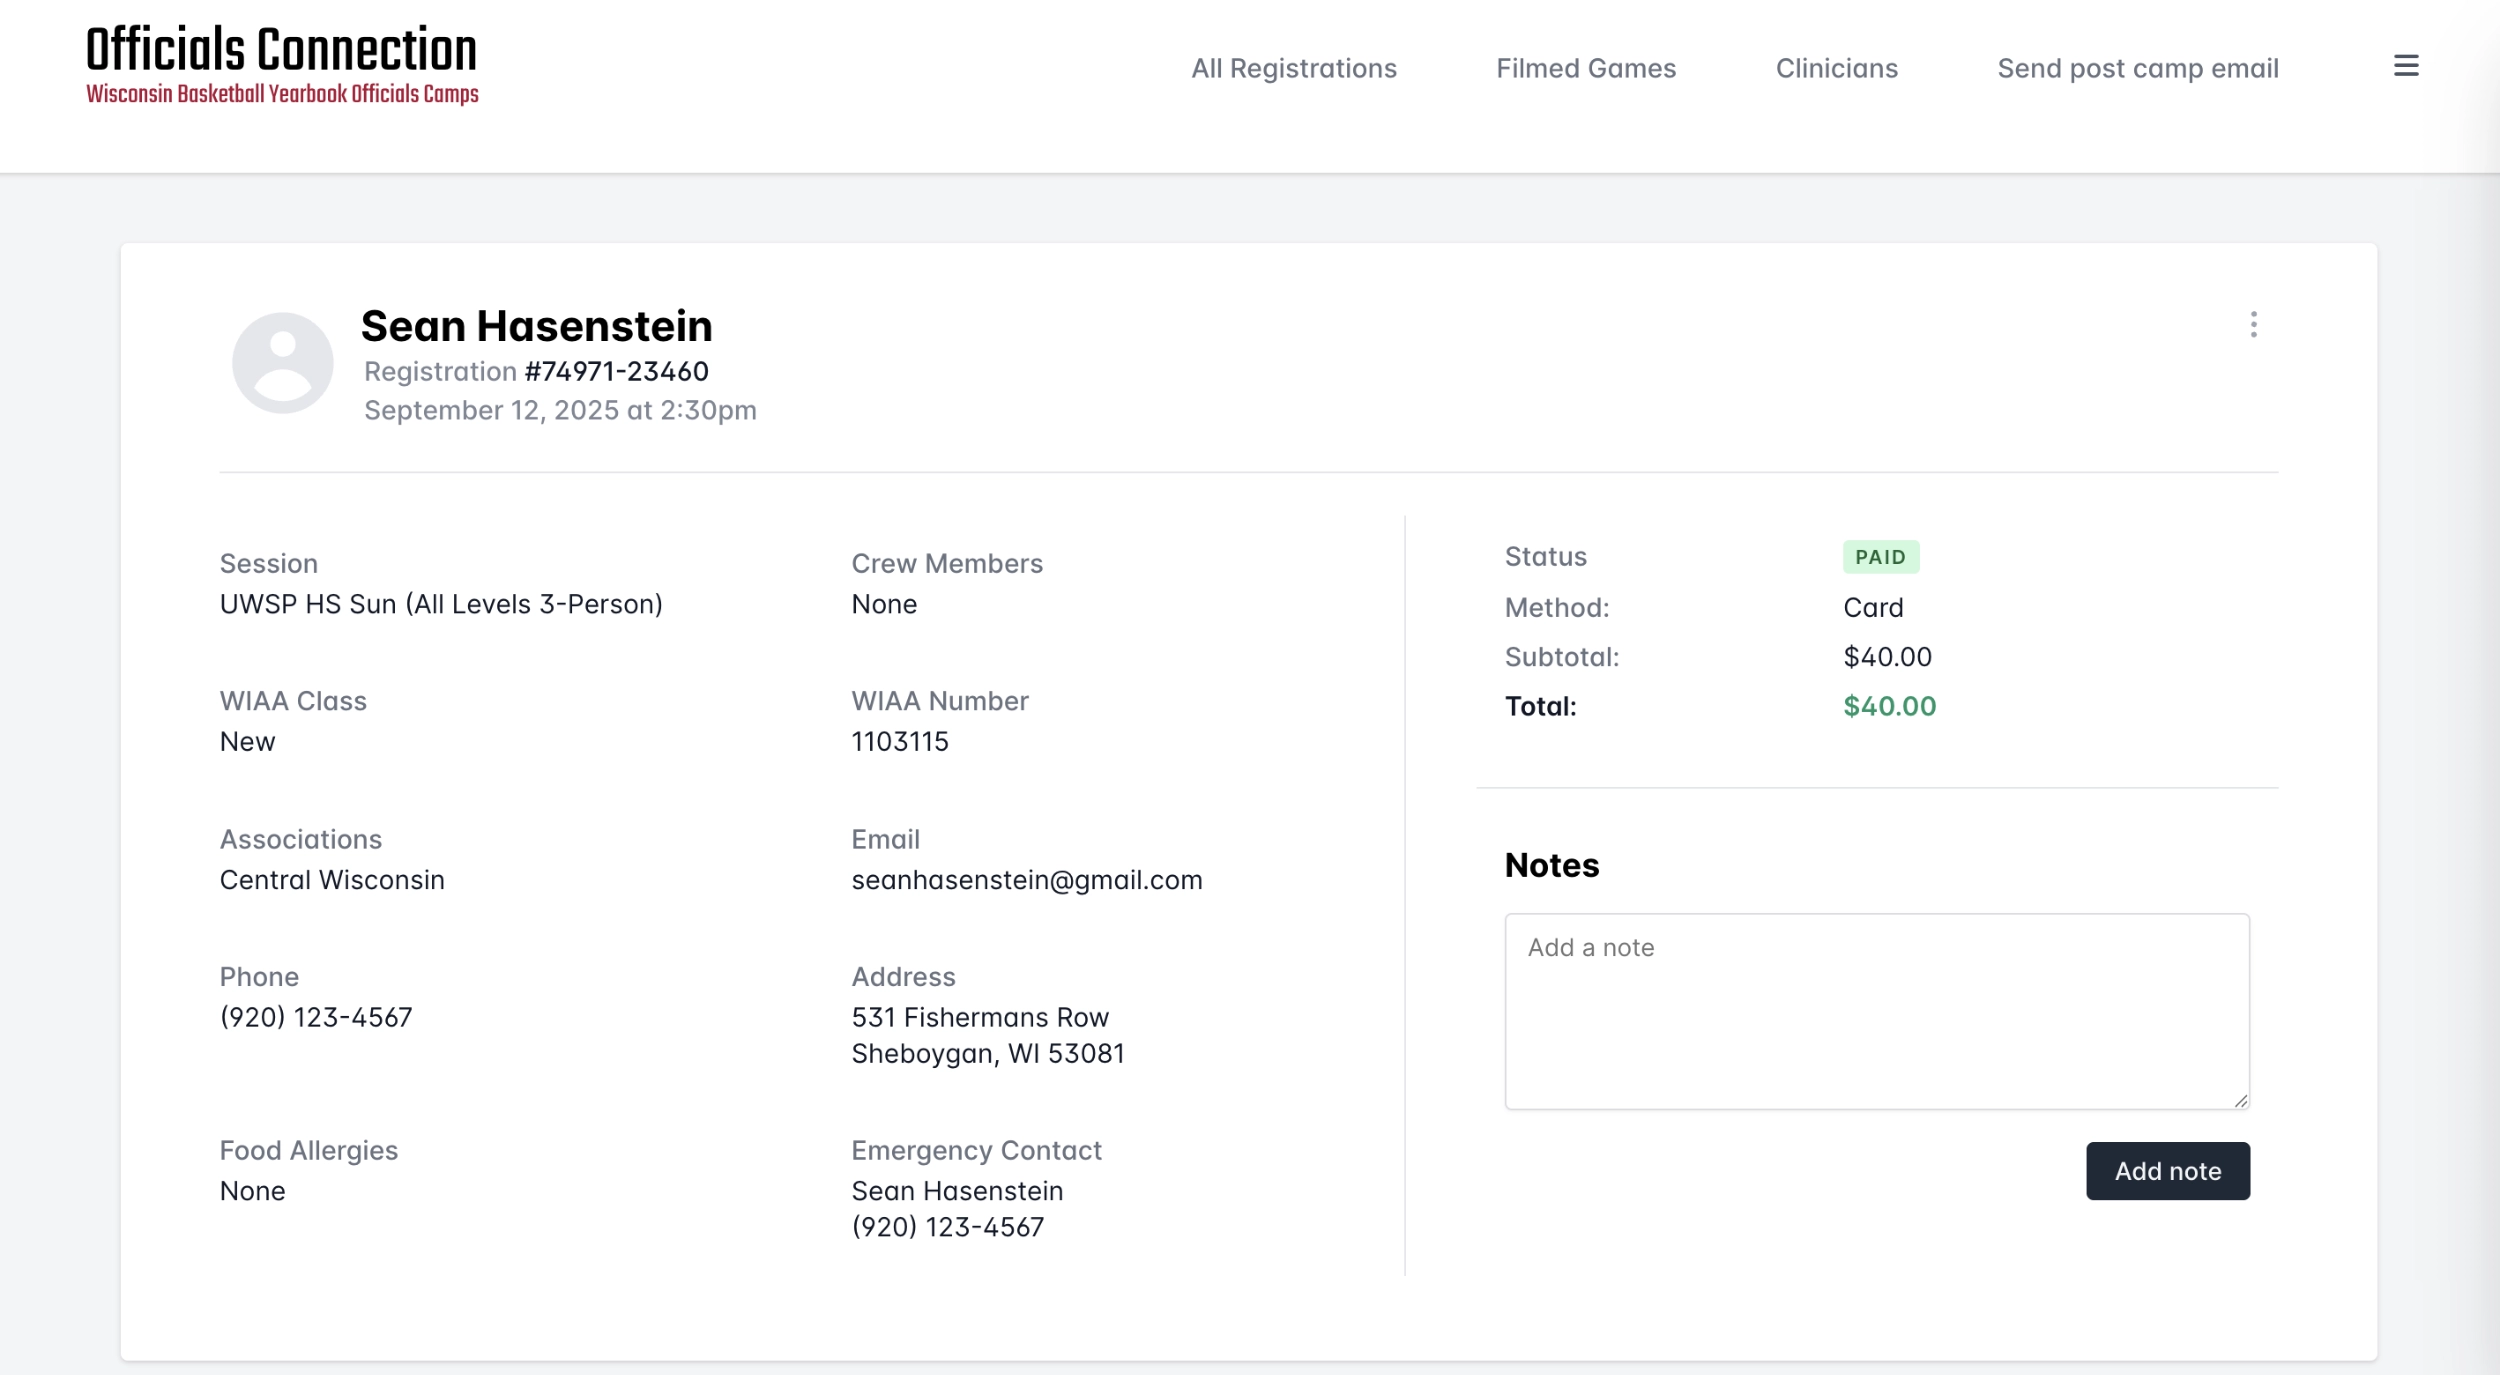 Officials Connection
Wisconsin Basketball Yearbook Officials Camps
All Registrations
Filmed Games
Clinicians
Send post camp email
Sean Hasenstein
Registration #74971-23460
September 12, 2025 at 2:30pm
Session
UWSP HS Sun (All Levels 3-Person)
Crew Members
None
WIAA Class
New
WIAA Number
1103115
Associations
Central Wisconsin
Email
seanhasenstein@gmail.com
Phone
(920) 123-4567
Address
531 Fishermans Row
Sheboygan, WI 53081
Food Allergies
None
Emergency Contact
Sean Hasenstein
(920) 123-4567
Status PAID
Method: Card
Subtotal: $40.00
Total: $40.00
Notes
Add a note
Add note